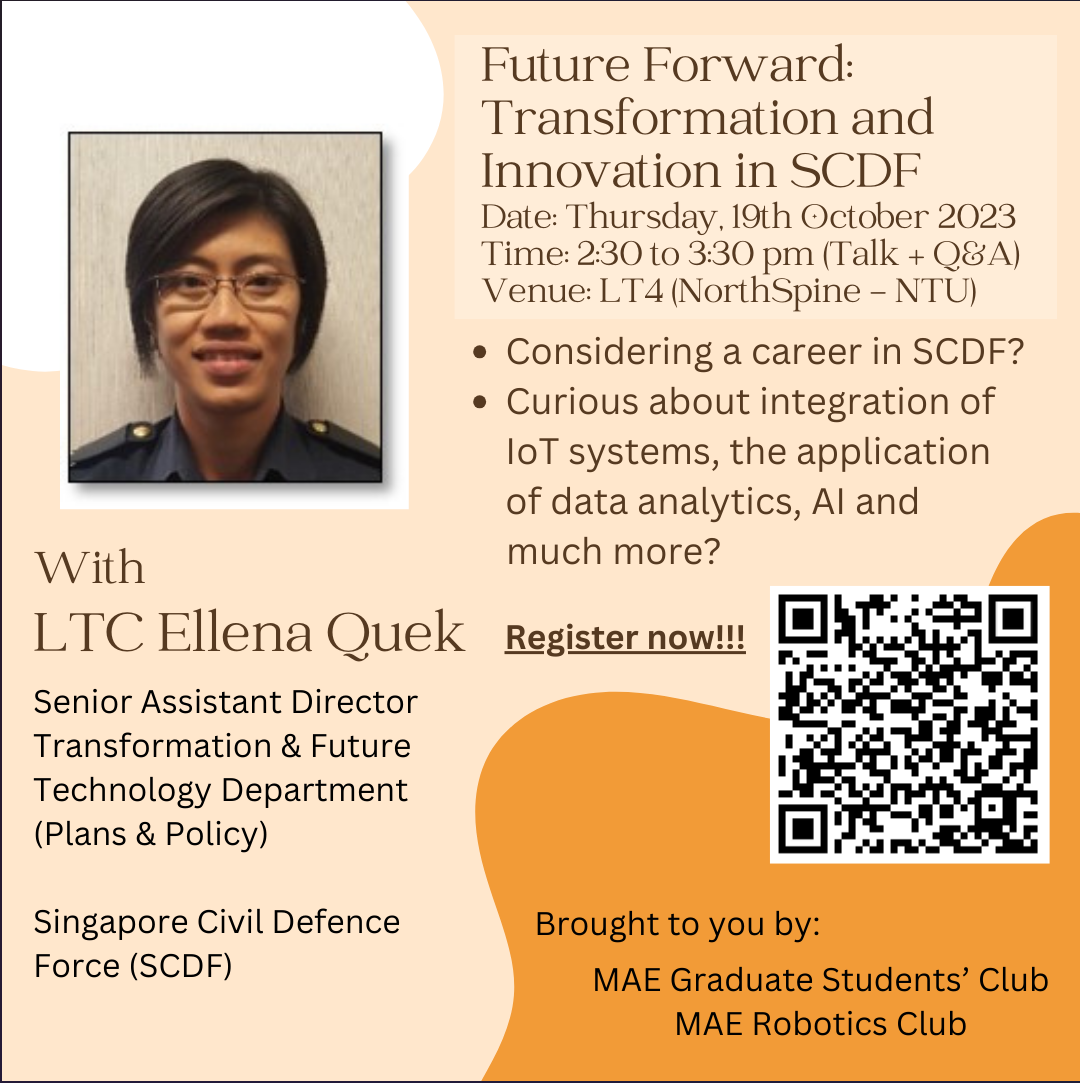 Future Forward:
Transformation and
Innovation in SCDF
Date: Thursday, 19th October 2023
Time: 2:30 to 3:30 pm (Talk + Q&A)
Venue: LT4 (NorthSpine – NTU)
• Considering a career in SCDF?
• Curious about integration of
IoT systems, the application
of data analytics, AI and
much more?
Register now!!!
With
LTC Ellena Quek
Senior Assistant Director
Transformation & Future
Technology Department
(Plans & Policy)
Singapore Civil Defence
Force (SCDF)
Brought to you by:
MAE Graduate Students’ Club
MAE Robotics Club